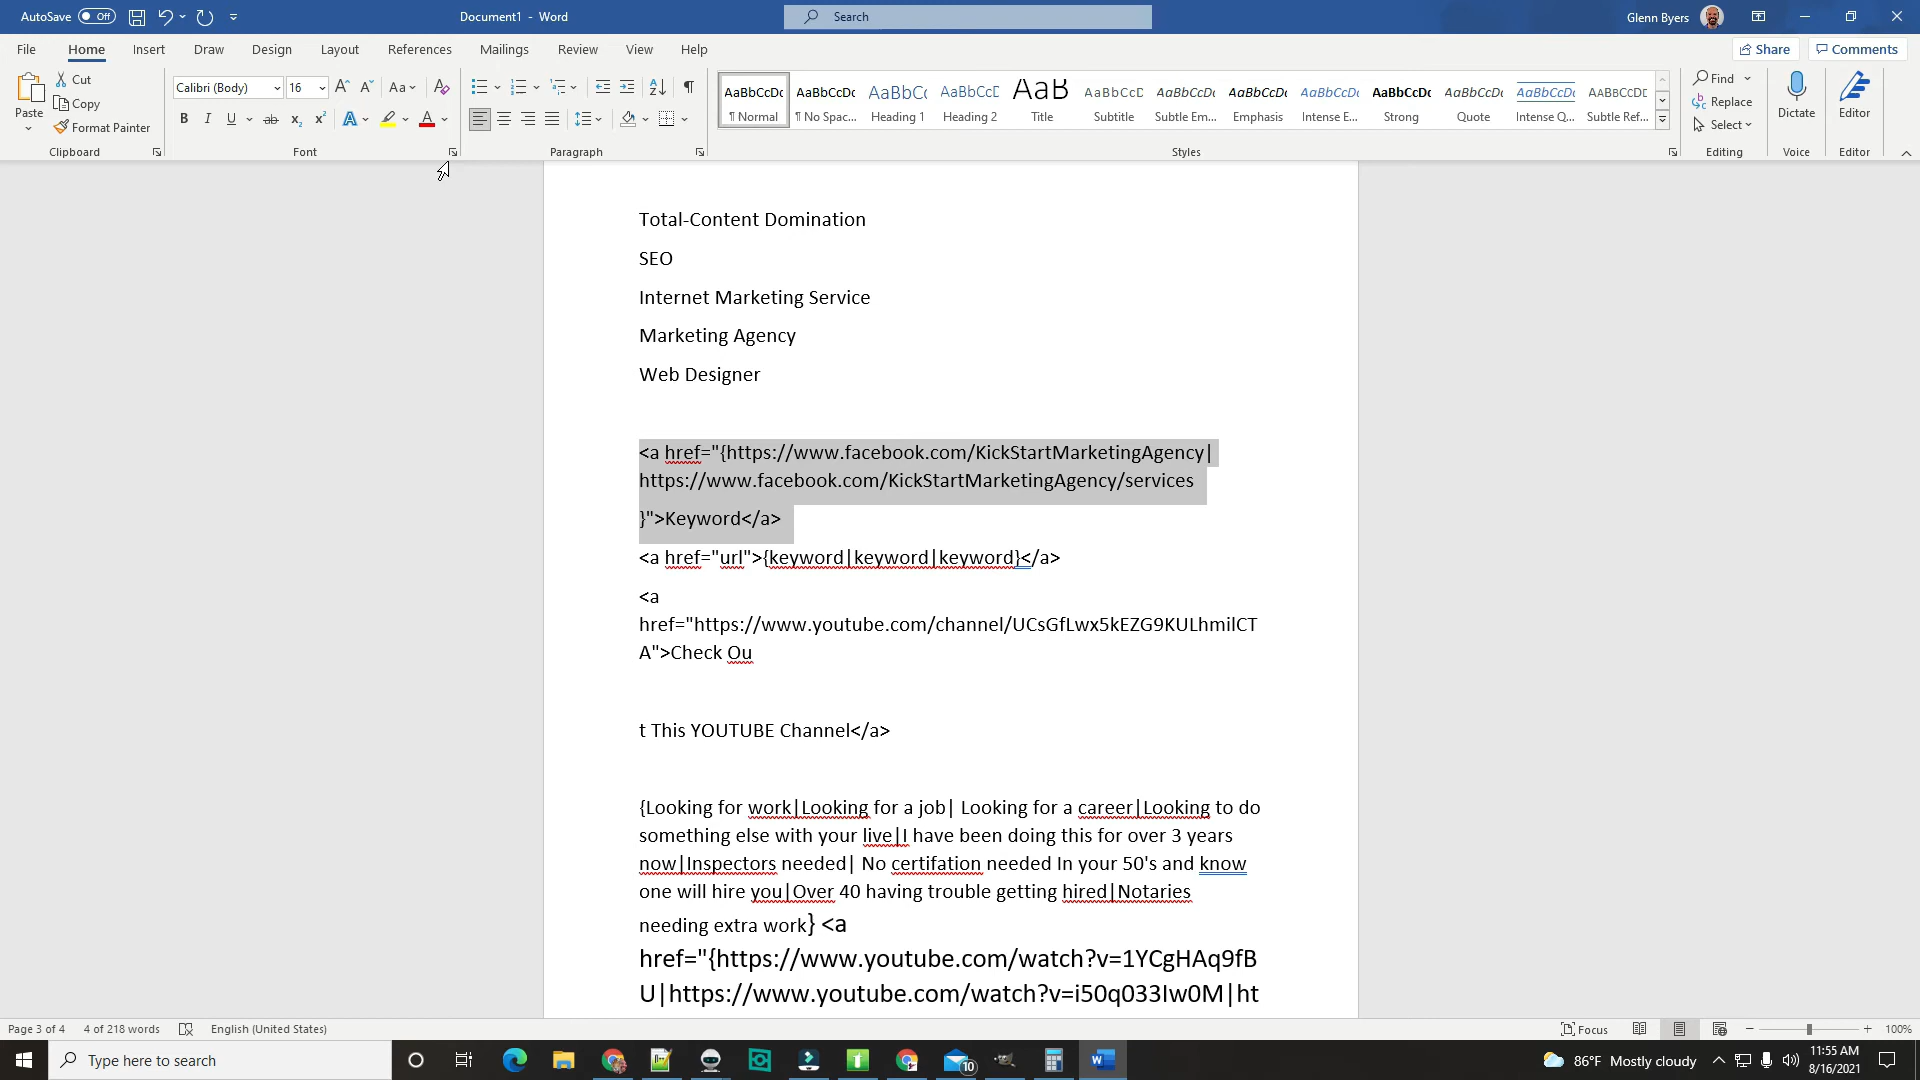 AutoSave Off
Document1 - Word
Search
Glenn Byers
File Home Insert Draw Design Layout References Mailings Review View Help
Share Comments
Paste
Cut
Copy
Format Painter
Clipboard
Calibri (Body) 16
Font
Paragraph
AaBbCcDc AaBbCcDc AaBbCc AaBbCcC AaB AaBbCcC AaBbCcDc AaBbCcDc AaBbCcDc AaBbCcDc AaBbCcDc AaBbCcDc AABBCCDE
¶ Normal ¶ No Spac... Heading 1 Heading 2 Title Subtitle Subtle Em... Emphasis Intense E... Strong Quote Intense Q... Subtle Ref...
Styles
Find
Replace
Select
Editing
Dictate
Voice
Editor
Editor
Total-Content Domination
SEO
Internet Marketing Service
Marketing Agency
Web Designer
<a href="{https://www.facebook.com/KickStartMarketingAgency|
https://www.facebook.com/KickStartMarketingAgency/services
}">Keyword</a>
<a href="url">{keyword|keyword|keyword}</a>
<a
href="https://www.youtube.com/channel/UCsGfLwx5kEZG9KULhmilCT
A">Check Ou
t This YOUTUBE Channel</a>
{Looking for work|Looking for a job| Looking for a career|Looking to do
something else with your live|I have been doing this for over 3 years
now|Inspectors needed| No certifation needed In your 50's and know
one will hire you|Over 40 having trouble getting hired|Notaries
needing extra work} <a
href="{https://www.youtube.com/watch?v=1YCgHAq9fB
U|https://www.youtube.com/watch?v=i50q033Iw0M|ht
Page 3 of 4 4 of 218 words English (United States)
Focus
100%
Type here to search
10
86°F Mostly cloudy
11:55 AM
8/16/2021